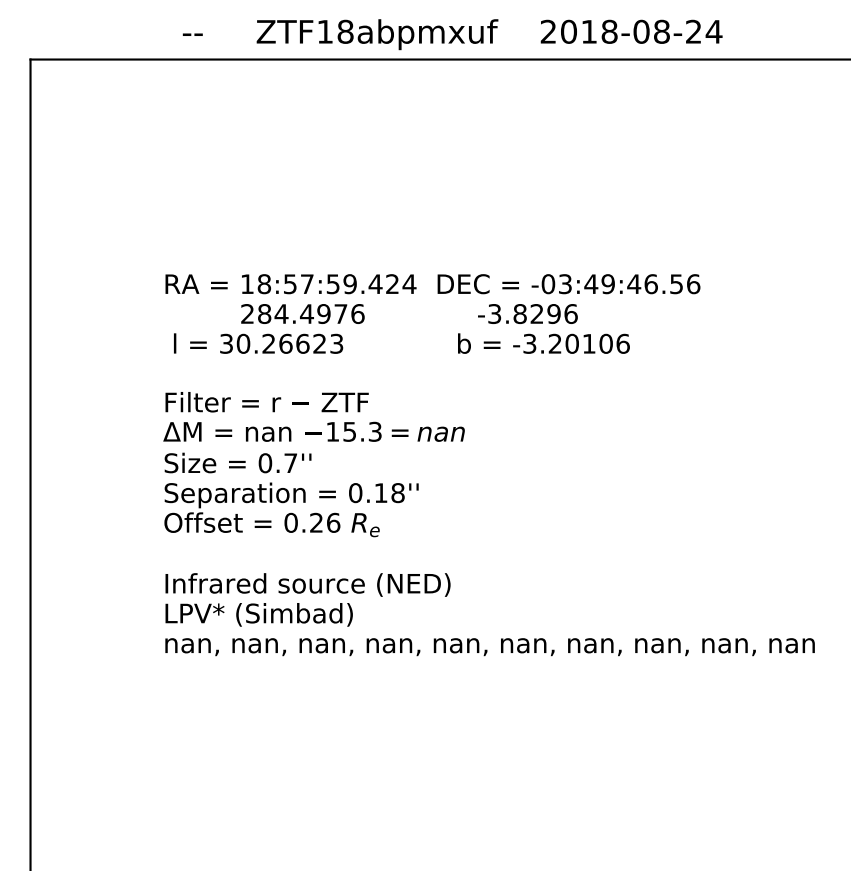 -- ZTF18abpmxuf 2018-08-24
RA = 18:57:59.424 DEC = -03:49:46.56
284.4976 -3.8296
l = 30.26623 b = -3.20106
Filter = r − ZTF
ΔM = nan −15.3 = nan
Size = 0.7''
Separation = 0.18''
Offset = 0.26 Rₑ
Infrared source (NED)
LPV* (Simbad)
nan, nan, nan, nan, nan, nan, nan, nan, nan, nan